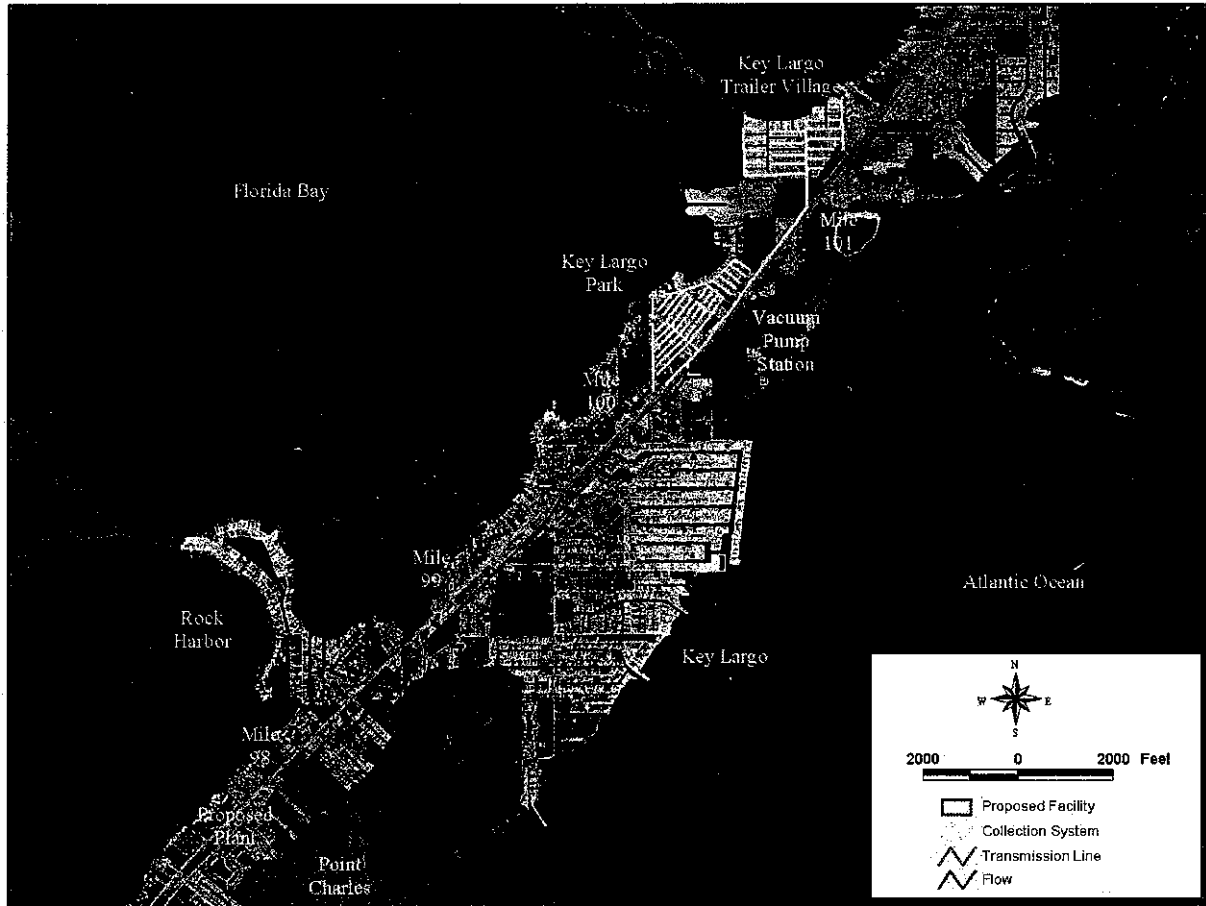 Key Largo
Trailer Village
Florida Bay
Mile
101
Key Largo
Park
Vacuum
Pump
Station
Mile
100
Mile
99
Atlantic Ocean
Rock
Harbor
Key Largo
Mile
98
Proposed
Plant
Point
Charles
N
W
E
S
2000 0 2000 Feet
Proposed Facility
Collection System
Transmission Line
Flow